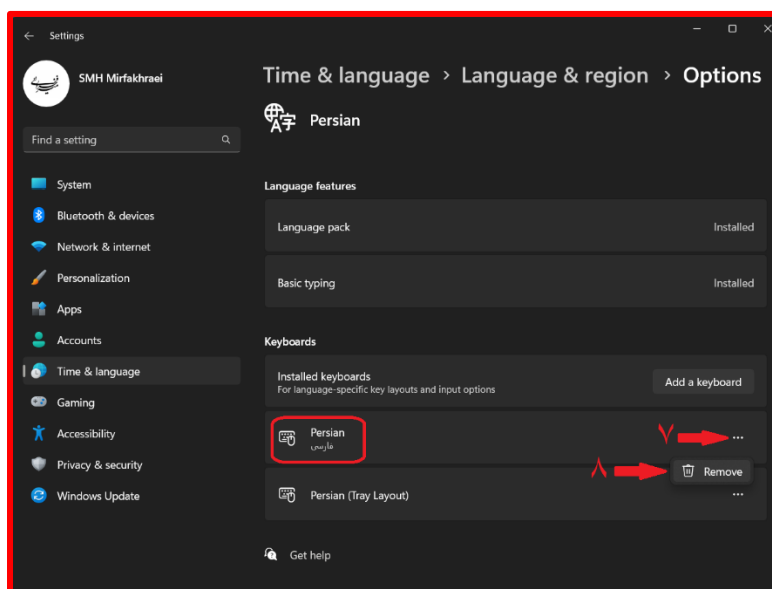 Settings
SMH Mirfakhraei
Find a setting
System
Bluetooth & devices
Network & internet
Personalization
Apps
Accounts
Time & language
Gaming
Accessibility
Privacy & security
Windows Update
Time & language > Language & region > Options
Persian
Language features
Language pack Installed
Basic typing Installed
Keyboards
Installed keyboards
For language-specific key layouts and input options
Add a keyboard
Persian
فارسی
۷
۸
Remove
Persian (Tray Layout)
Get help